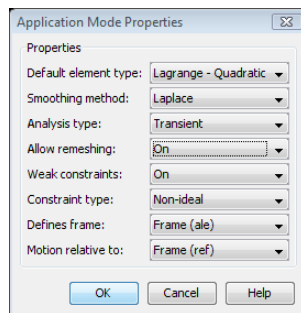 Application Mode Properties
Properties
Default element type: Lagrange - Quadratic
Smoothing method: Laplace
Analysis type: Transient
Allow remeshing: On
Weak constraints: On
Constraint type: Non-ideal
Defines frame: Frame (ale)
Motion relative to: Frame (ref)
OK Cancel Help